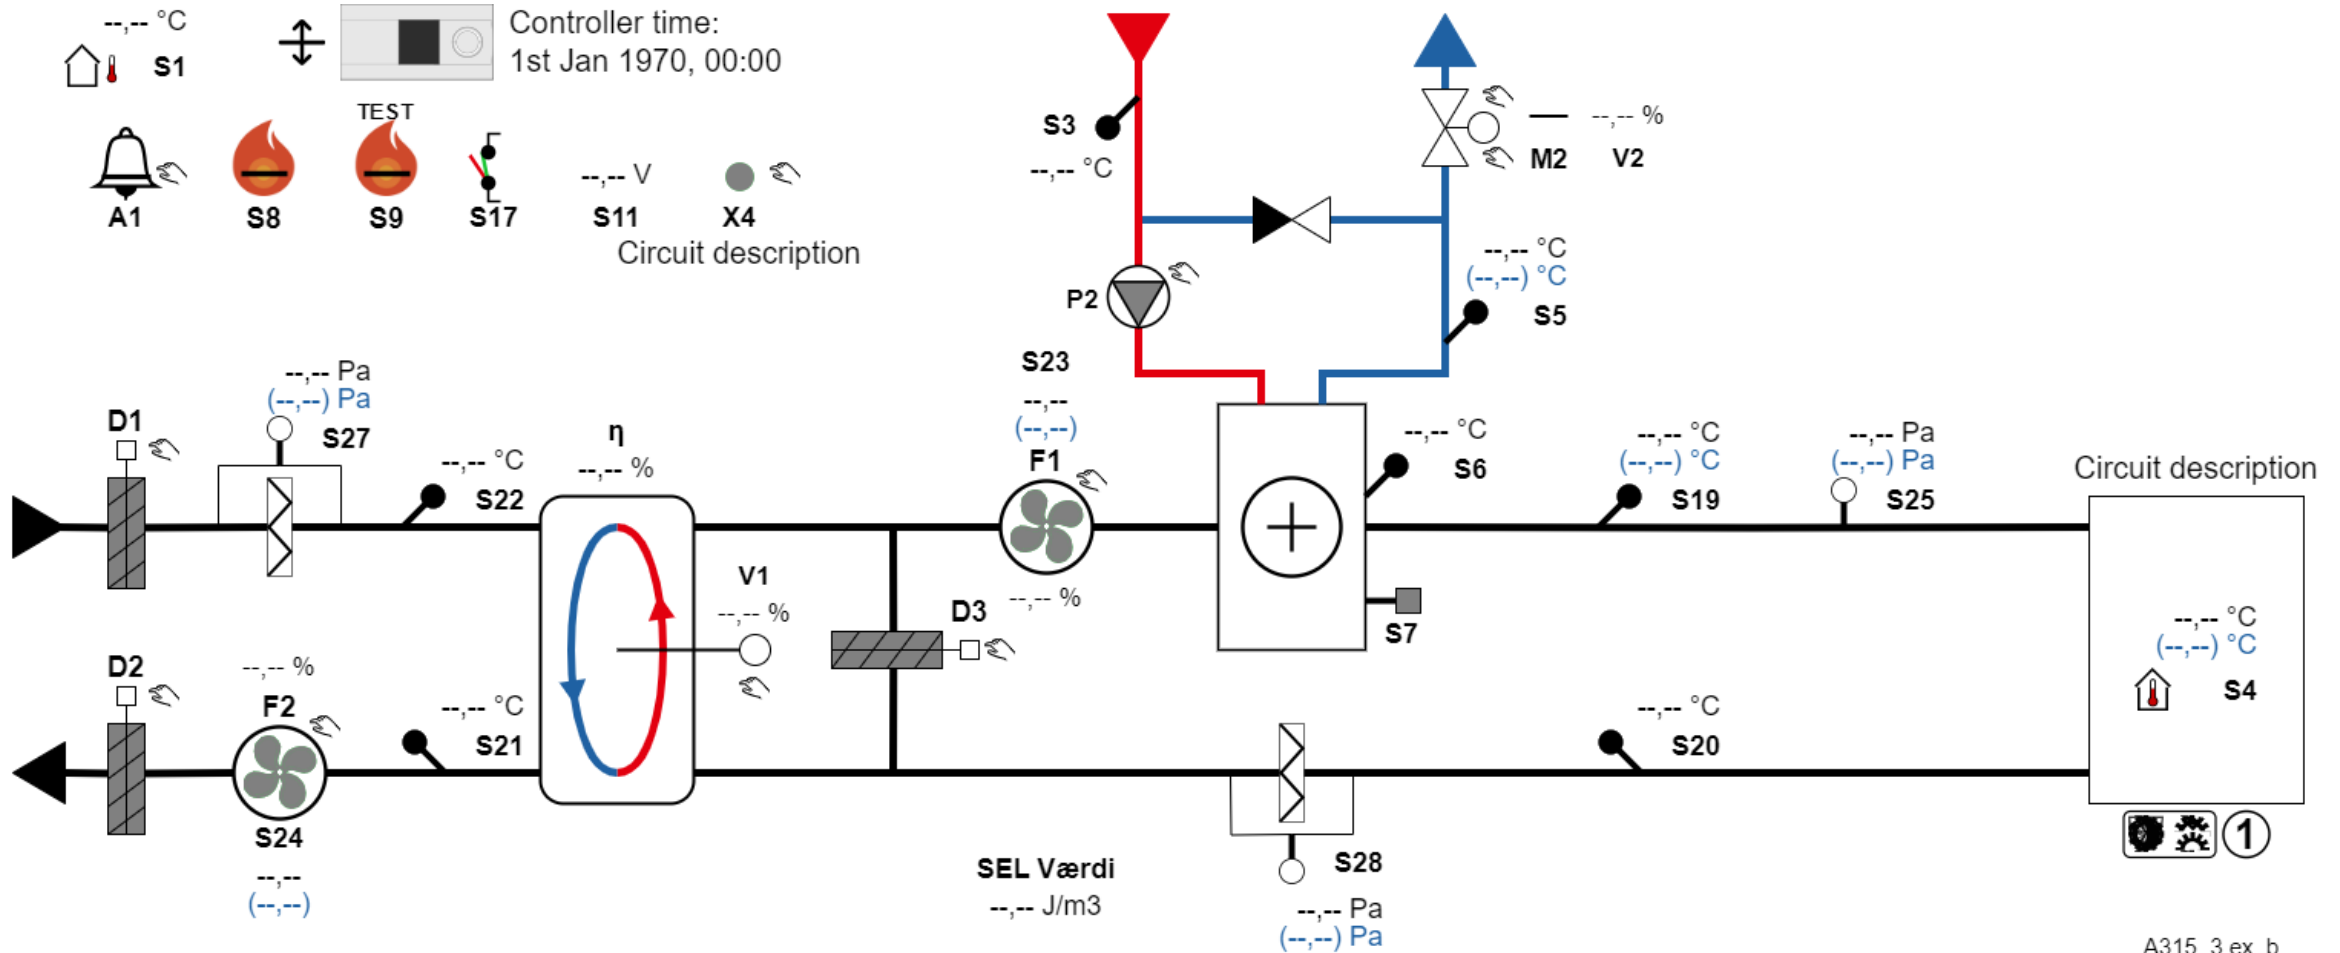 --,-- °C
S1
Controller time:
1st Jan 1970, 00:00
TEST
A1
S8
S9
S17
--,-- V
S11
X4
Circuit description
S3
--,-- °C
--,-- %
M2
V2
--,-- °C
(--,--) °C
S5
P2
S23
--,--
(--,--)
F1
--,-- %
--,-- Pa
(--,--) Pa
S27
D1
--,-- °C
S22
η
--,-- %
V1
--,-- %
D3
--,-- °C
S6
S7
--,-- °C
(--,--) °C
S19
--,-- Pa
(--,--) Pa
S25
Circuit description
--,-- °C
(--,--) °C
S4
D2
--,-- %
F2
S24
--,--
(--,--)
--,-- °C
S21
--,-- °C
S20
SEL Værdi
--,-- J/m3
S28
--,-- Pa
(--,--) Pa
1
A315_3 ex. b